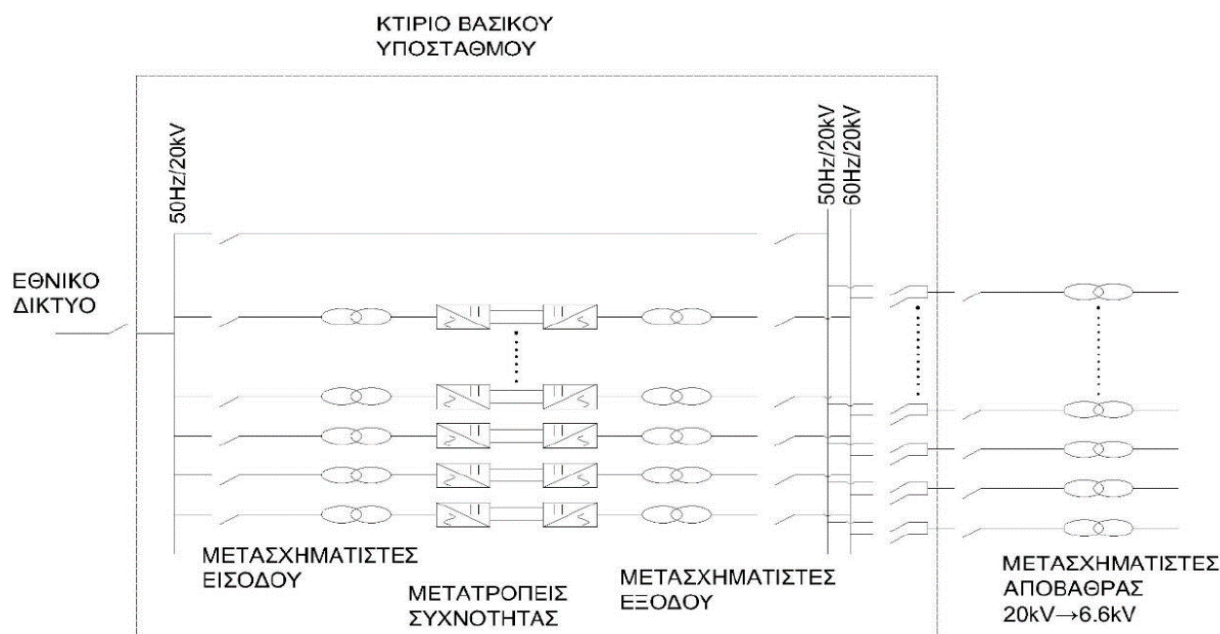 ΚΤΙΡΙΟ ΒΑΣΙΚΟΥ
ΥΠΟΣΤΑΘΜΟΥ
50Hz/20kV
50Hz/20kV
60Hz/20kV
ΕΘΝΙΚΟ
ΔΙΚΤΥΟ
ΜΕΤΑΣΧΗΜΑΤΙΣΤΕΣ
ΕΙΣΟΔΟΥ
ΜΕΤΑΤΡΟΠΕΙΣ
ΣΥΧΝΟΤΗΤΑΣ
ΜΕΤΑΣΧΗΜΑΤΙΣΤΕΣ
ΕΞΟΔΟΥ
ΜΕΤΑΣΧΗΜΑΤΙΣΤΕΣ
ΑΠΟΒΑΘΡΑΣ
20kV→6.6kV